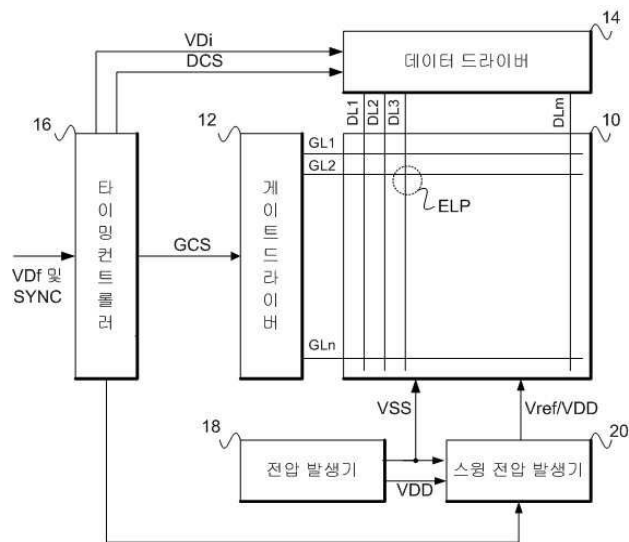 VDi
DCS
14
데이터 드라이버
16
12
DL1
DL2
DL3
DLm
10
타이밍컨트롤러
게이트드라이버
GL1
GL2
ELP
VDf 및
SYNC
GCS
GLn
VSS
Vref/VDD
18
20
전압 발생기
VDD
스윙 전압 발생기